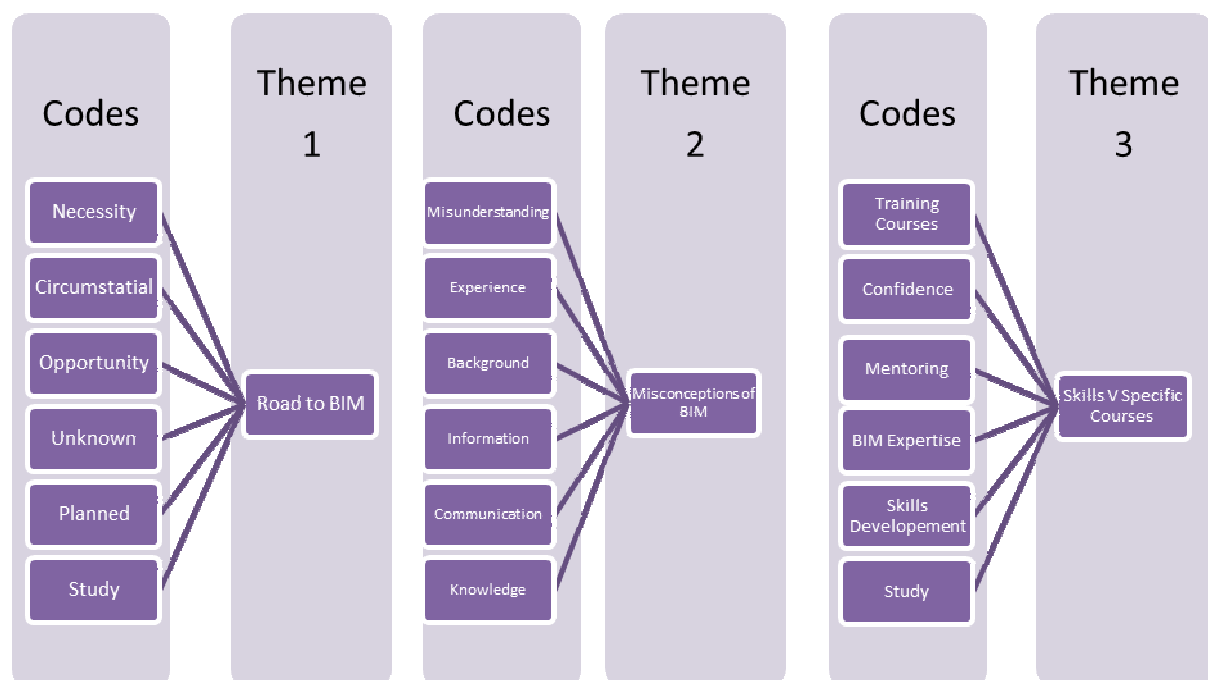 Codes
Necessity
Circumstatial
Opportunity
Unknown
Planned
Study
Theme
1
Road to BIM
Codes
Misunderstanding
Experience
Background
Information
Communication
Knowledge
Theme
2
Misconceptions of
BIM
Codes
Training
Courses
Confidence
Mentoring
BIM Expertise
Skills
Developement
Study
Theme
3
Skills V Specific
Courses